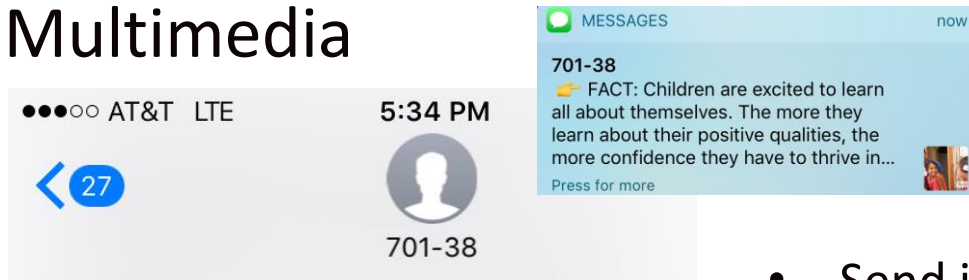 Multimedia
MESSAGES now
701-38
👉 FACT: Children are excited to learn
all about themselves. The more they
learn about their positive qualities, the
more confidence they have to thrive in...
Press for more
●●●○○ AT&T LTE 5:34 PM
27
701-38
• Send